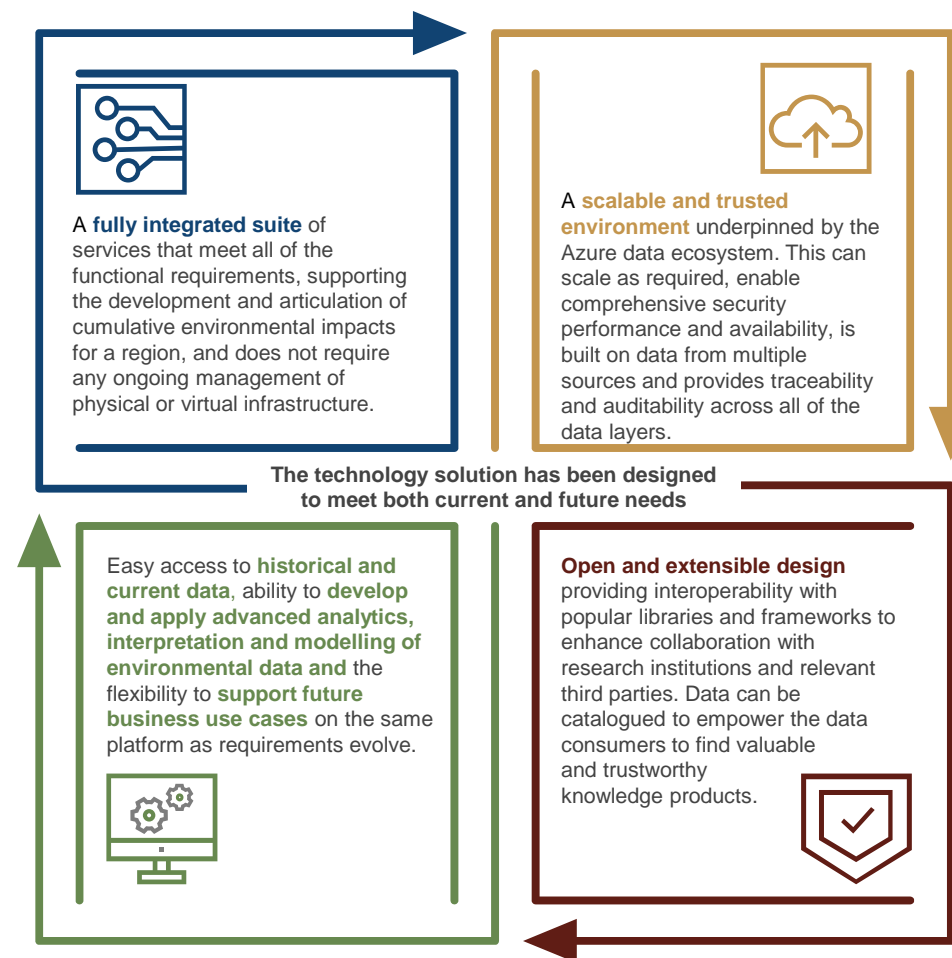 A fully integrated suite of
services that meet all of the
functional requirements, supporting
the development and articulation of
cumulative environmental impacts
for a region, and does not require
any ongoing management of
physical or virtual infrastructure.
A scalable and trusted
environment underpinned by the
Azure data ecosystem. This can
scale as required, enable
comprehensive security
performance and availability, is
built on data from multiple
sources and provides traceability
and auditability across all of the
data layers.
The technology solution has been designed
to meet both current and future needs
Easy access to historical and
current data, ability to develop
and apply advanced analytics,
interpretation and modelling of
environmental data and the
flexibility to support future
business use cases on the same
platform as requirements evolve.
Open and extensible design
providing interoperability with
popular libraries and frameworks to
enhance collaboration with
research institutions and relevant
third parties. Data can be
catalogued to empower the data
consumers to find valuable
and trustworthy
knowledge products.